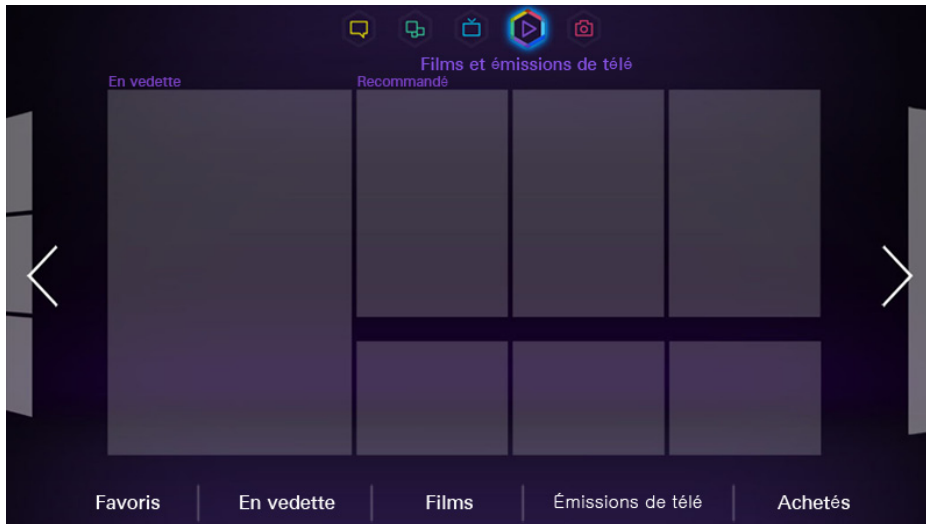 Films et émissions de télé
En vedette
Recommandé
Favoris
En vedette
Films
Émissions de télé
Achetés